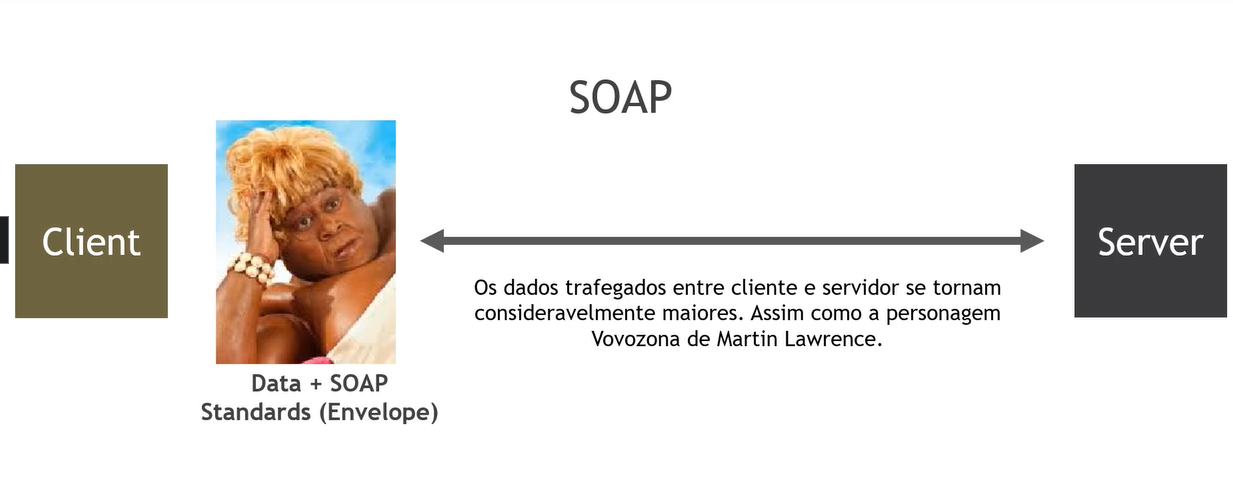 SOAP
Client
Server
Os dados trafegados entre cliente e servidor se tornam
consideravelmente maiores. Assim como a personagem
Vovozona de Martin Lawrence.
Data + SOAP
Standards (Envelope)